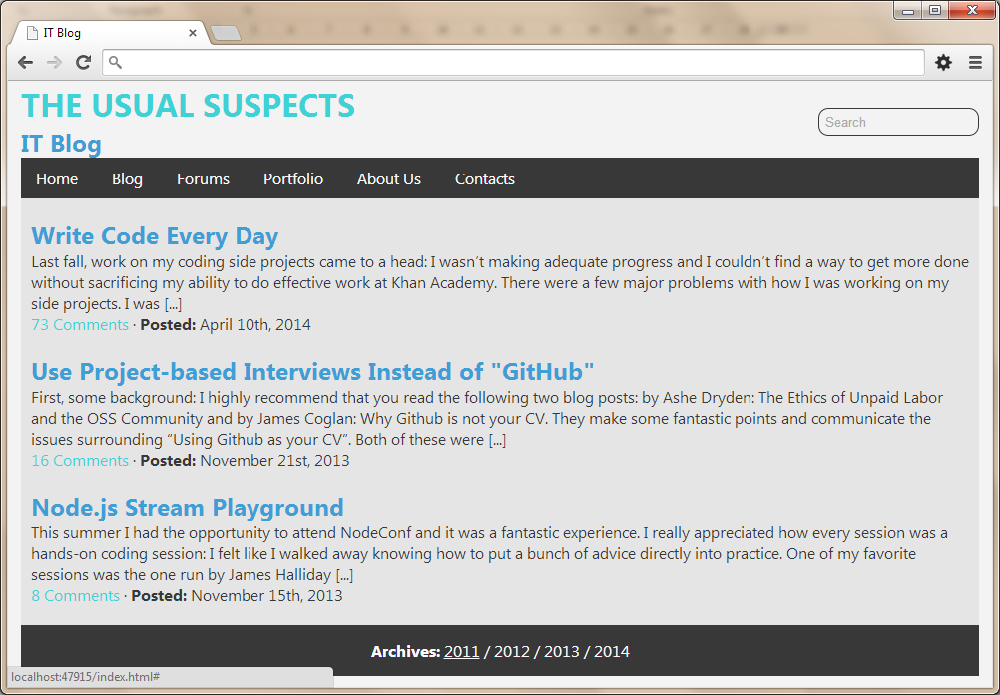 IT Blog
THE USUAL SUSPECTS
Search
IT Blog
Home Blog Forums Portfolio About Us Contacts
Write Code Every Day
Last fall, work on my coding side projects came to a head: I wasn’t making adequate progress and I couldn’t find a way to get more done
without sacrificing my ability to do effective work at Khan Academy. There were a few major problems with how I was working on my
side projects. I was [...]
73 Comments · Posted: April 10th, 2014
Use Project-based Interviews Instead of "GitHub"
First, some background: I highly recommend that you read the following two blog posts: by Ashe Dryden: The Ethics of Unpaid Labor
and the OSS Community and by James Coglan: Why Github is not your CV. They make some fantastic points and communicate the
issues surrounding “Using Github as your CV”. Both of these were [...]
16 Comments · Posted: November 21st, 2013
Node.js Stream Playground
This summer I had the opportunity to attend NodeConf and it was a fantastic experience. I really appreciated how every session was a
hands-on coding session: I felt like I walked away knowing how to put a bunch of advice directly into practice. One of my favorite
sessions was the one run by James Halliday [...]
8 Comments · Posted: November 15th, 2013
Archives: 2011 / 2012 / 2013 / 2014
localhost:47915/index.html#